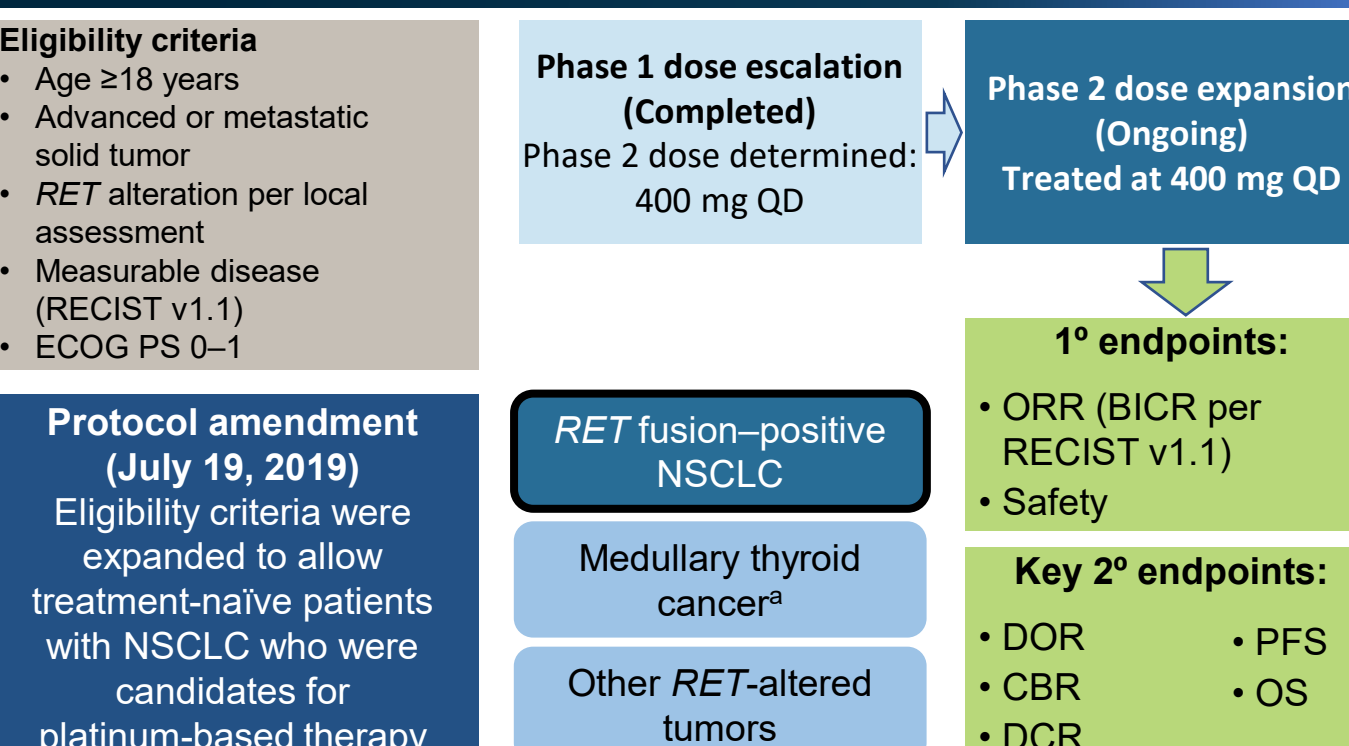 Eligibility criteria
• Age ≥18 years
• Advanced or metastatic
solid tumor
• RET alteration per local
assessment
• Measurable disease
(RECIST v1.1)
• ECOG PS 0–1
Protocol amendment
(July 19, 2019)
Eligibility criteria were
expanded to allow
treatment-naïve patients
with NSCLC who were
candidates for
platinum-based therapy
Phase 1 dose escalation
(Completed)
Phase 2 dose determined:
400 mg QD
RET fusion–positive
NSCLC
Medullary thyroid
cancerᵃ
Other RET-altered
tumors
Phase 2 dose expansion
(Ongoing)
Treated at 400 mg QD
1º endpoints:
• ORR (BICR per
RECIST v1.1)
• Safety
Key 2º endpoints:
• DOR
• CBR
• DCR
• PFS
• OS